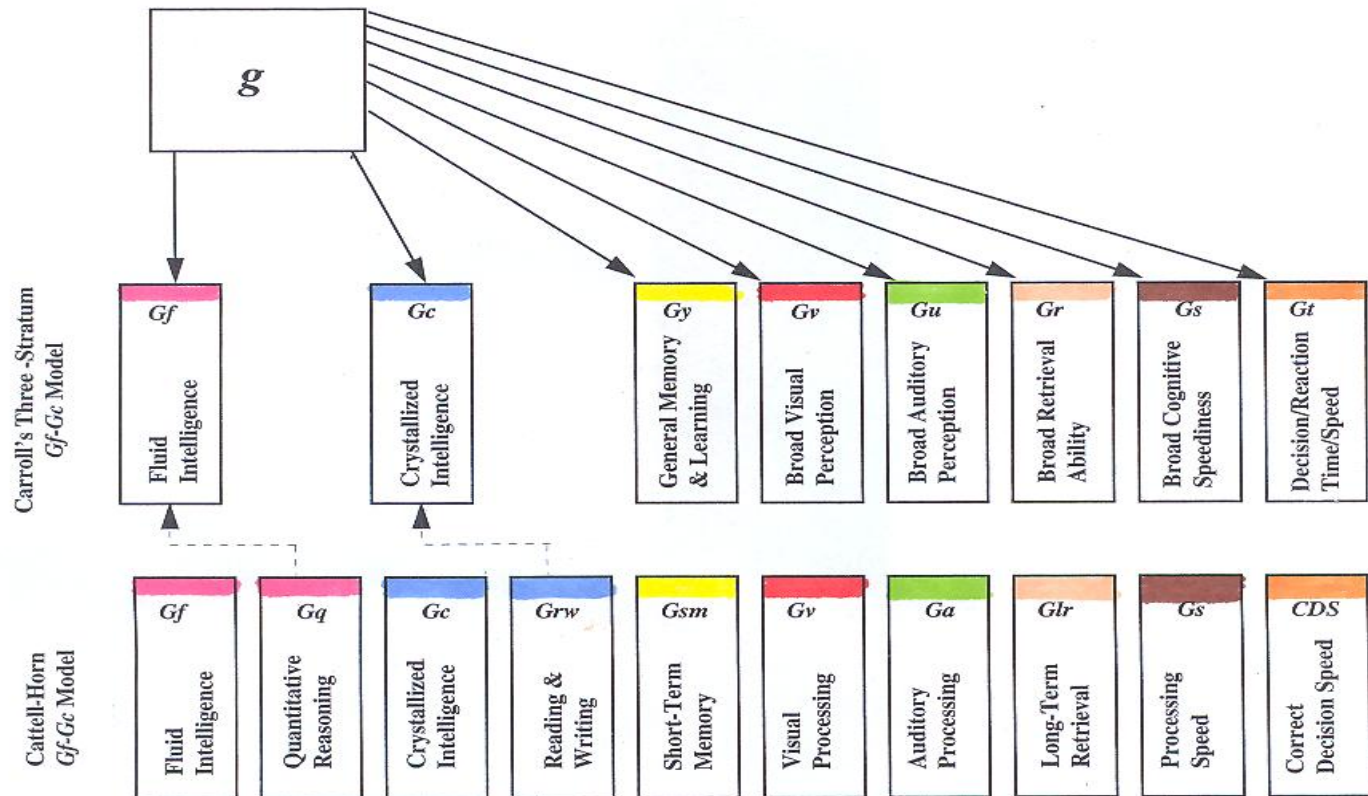 g
Carroll's Three -Stratum
Gf-Gc Model
Gf
Fluid
Intelligence
Gc
Crystallized
Intelligence
Gy
General Memory
& Learning
Gv
Broad Visual
Perception
Gu
Broad Auditory
Perception
Gr
Broad Retrieval
Ability
Gs
Broad Cognitive
Speediness
Gt
Decision/Reaction
Time/Speed
Cattell-Horn
Gf-Gc Model
Gf
Fluid
Intelligence
Gq
Quantitative
Reasoning
Gc
Crystallized
Intelligence
Grw
Reading &
Writing
Gsm
Short-Term
Memory
Gv
Visual
Processing
Ga
Auditory
Processing
Glr
Long-Term
Retrieval
Gs
Processing
Speed
CDS
Correct
Decision Speed